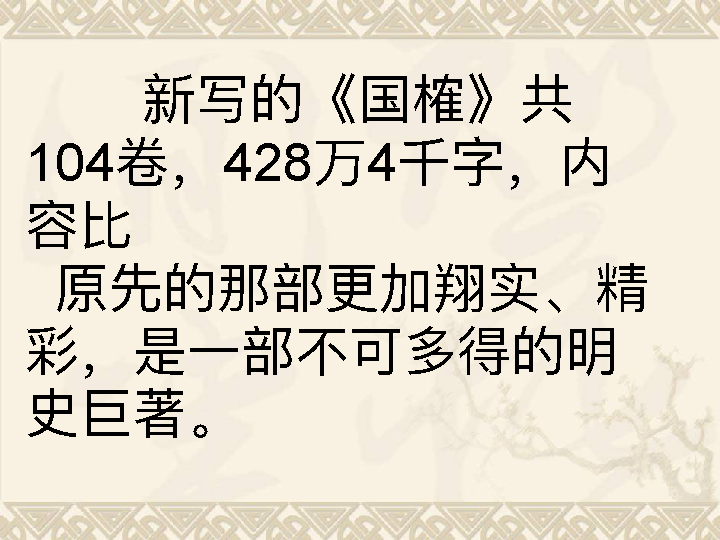 新写的《国榷》共
104卷，428万4千字，内
容比
原先的那部更加翔实、精
彩，是一部不可多得的明
史巨著。